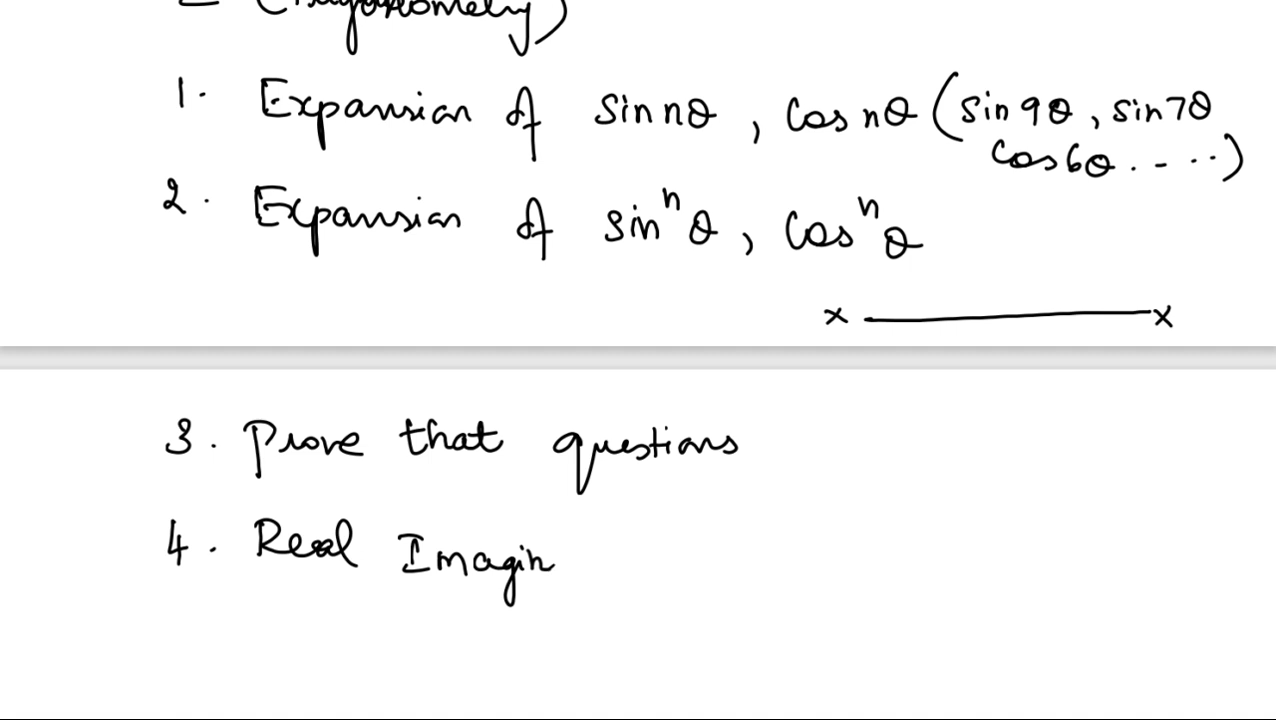 (Trigonometry)
1. Expansion of sin nθ, cos nθ (sin 9θ, sin 7θ
cos 6θ . - ..)
2. Expansion of sinⁿθ, cosⁿθ
x ⸺ x
3. Prove that questions
4. Real Imagin